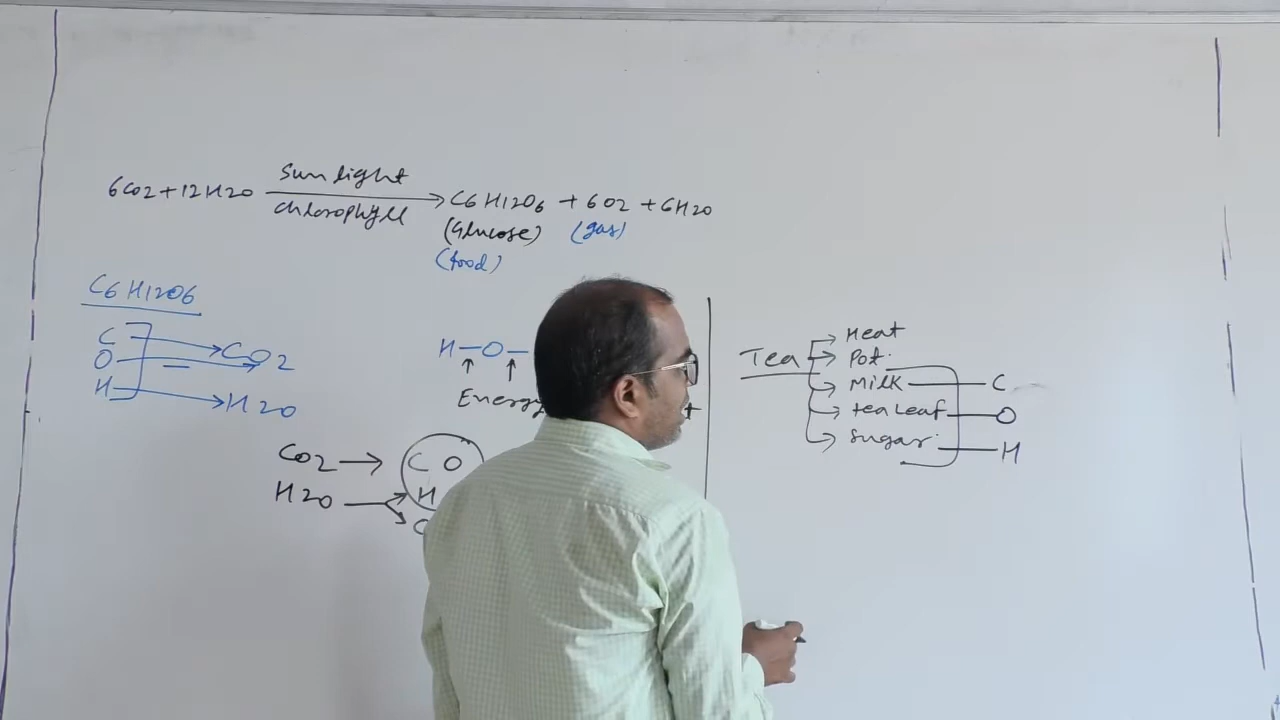 Sun light
6CO2+12H2O → C6H12O6 + 6O2 + 6H2O
chlorophyll
(Glucose) (gas)
(food)
C6H12O6
C
O → CO2
H → H2O
H-O-
Energy
CO2 → C O
H2O → H
Tea
Heat
Pot.
Milk — C
tea Leaf — O
Sugar. — H